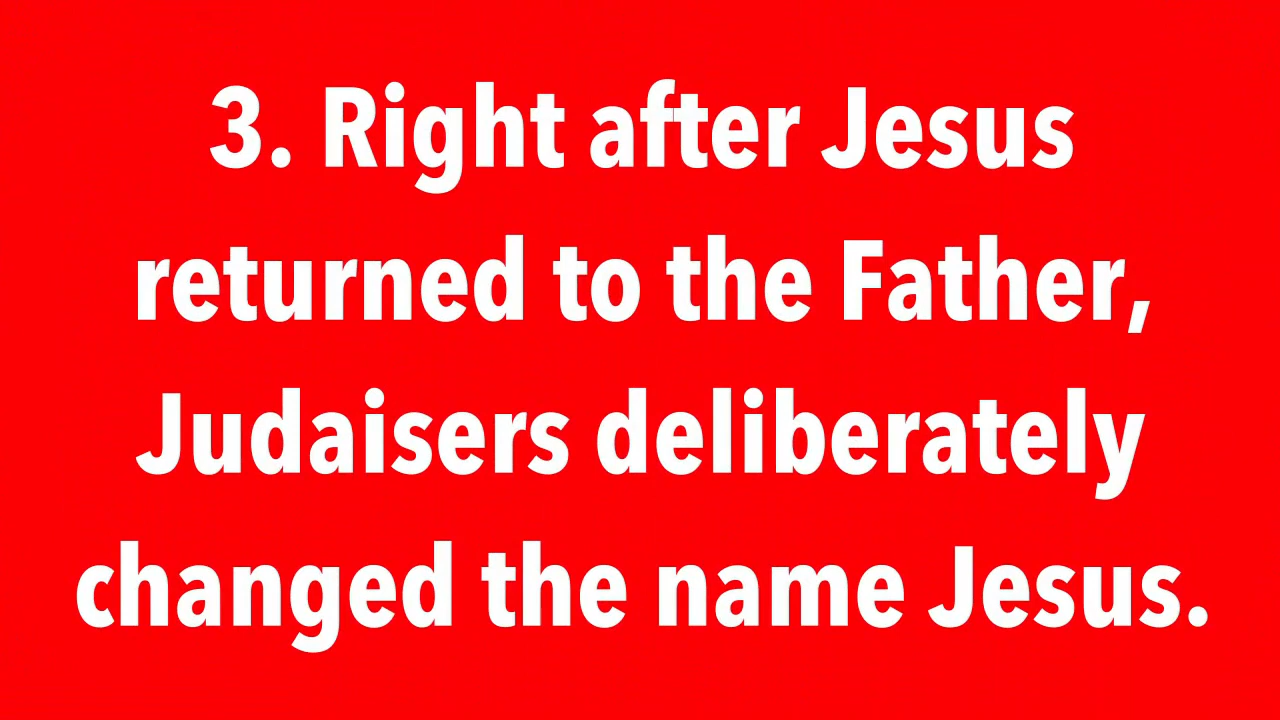 3. Right after Jesus
returned to the Father,
Judaisers deliberately
changed the name Jesus.